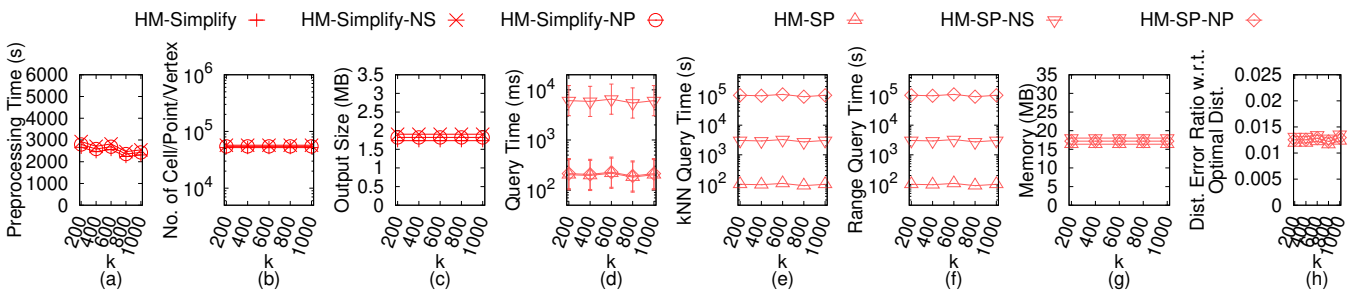 HM-Simplify
HM-Simplify-NS
HM-Simplify-NP
HM-SP
HM-SP-NS
HM-SP-NP
Preprocessing Time (s)
6000
5000
4000
3000
2000
1000
0
200
400
600
800
1000
k
(a)
No. of Cell/Point/Vertex
10^6
10^5
10^4
200
400
600
800
1000
k
(b)
Output Size (MB)
3.5
3
2.5
2
1.5
1
0.5
0
200
400
600
800
1000
k
(c)
Query Time (ms)
10^4
10^3
10^2
200
400
600
800
1000
k
(d)
kNN Query Time (s)
10^5
10^4
10^3
10^2
200
400
600
800
1000
k
(e)
Range Query Time (s)
10^5
10^4
10^3
10^2
200
400
600
800
1000
k
(f)
Memory (MB)
35
30
25
20
15
10
5
0
200
400
600
800
1000
k
(g)
Dist. Error Ratio w.r.t.
Optimal Dist.
0.025
0.02
0.015
0.01
0.005
0
200
400
600
800
1000
k
(h)